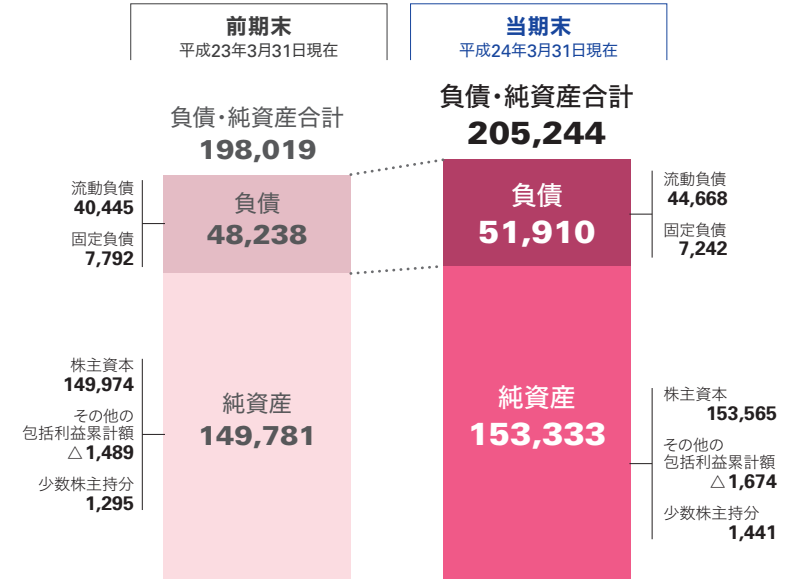 前期末
平成23年3月31日現在
負債・純資産合計
198,019
流動負債
40,445
固定負債
7,792
負債
48,238
株主資本
149,974
その他の
包括利益累計額
△1,489
少数株主持分
1,295
純資産
149,781
当期末
平成24年3月31日現在
負債・純資産合計
205,244
負債
51,910
流動負債
44,668
固定負債
7,242
純資産
153,333
株主資本
153,565
その他の
包括利益累計額
△1,674
少数株主持分
1,441